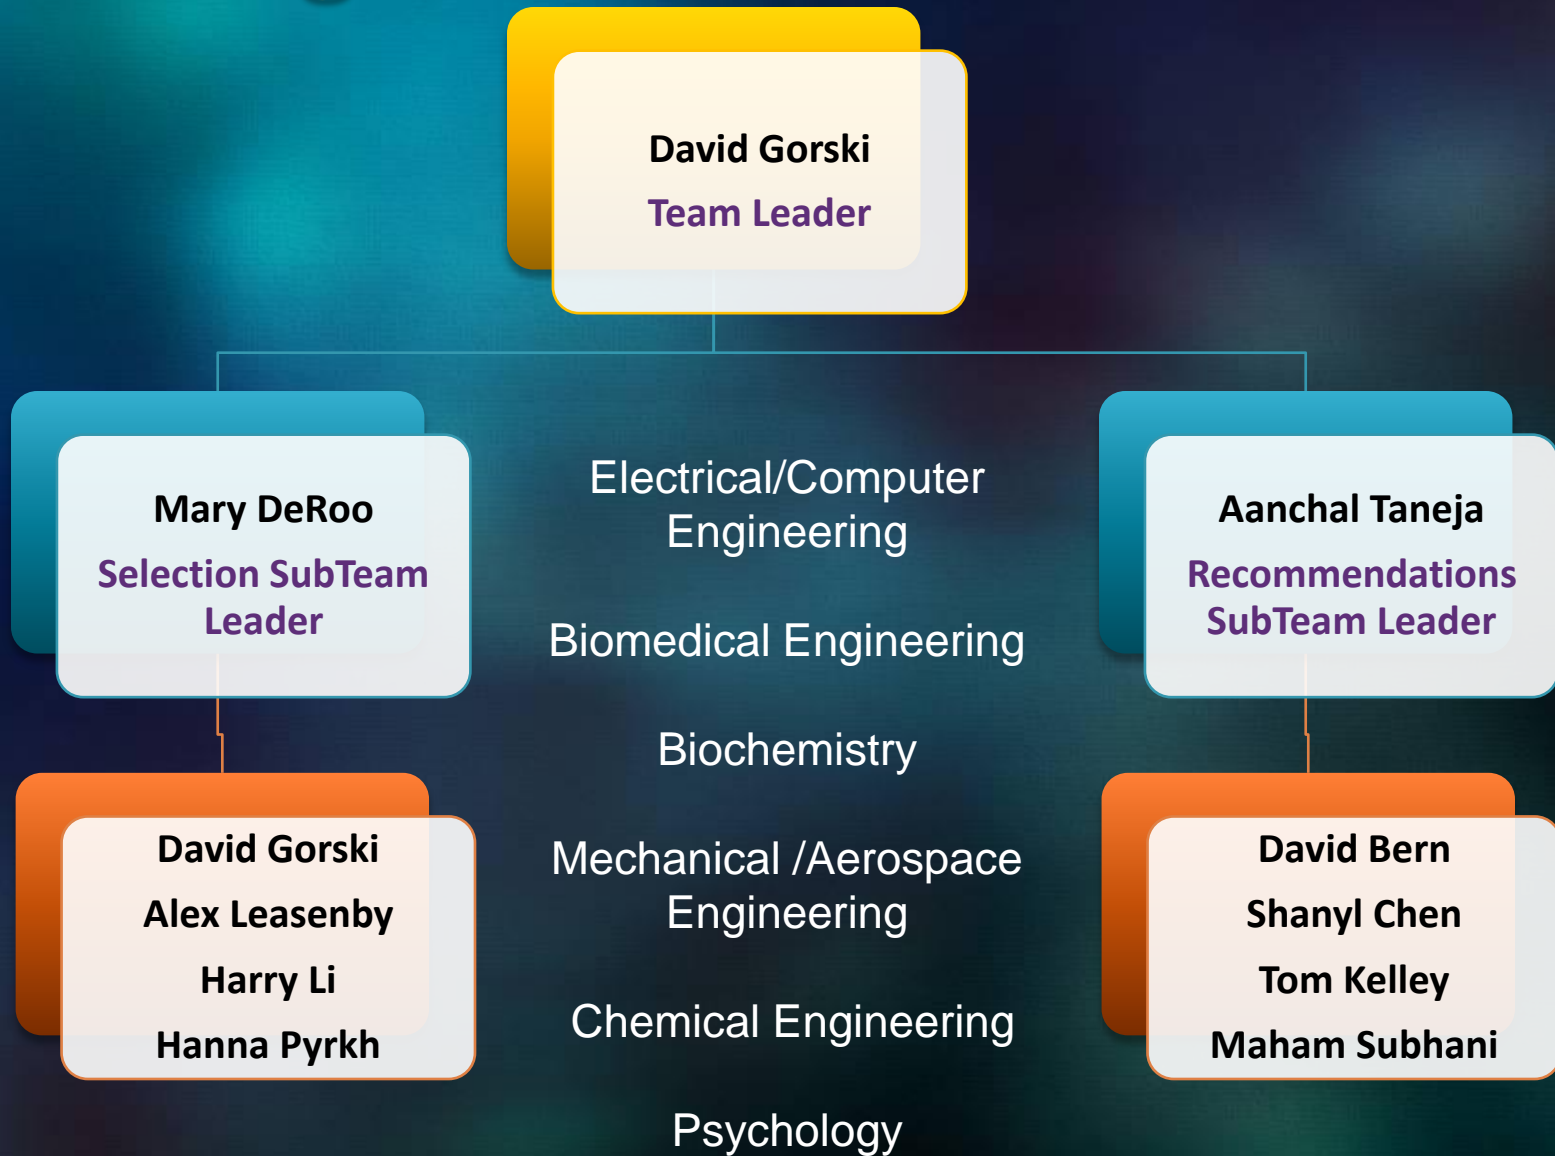 David Gorski
Team Leader
Mary DeRoo
Selection SubTeam
Leader
David Gorski
Alex Leasenby
Harry Li
Hanna Pyrkh
Electrical/Computer
Engineering
Biomedical Engineering
Biochemistry
Mechanical /Aerospace
Engineering
Chemical Engineering
Psychology
Aanchal Taneja
Recommendations
SubTeam Leader
David Bern
Shanyl Chen
Tom Kelley
Maham Subhani